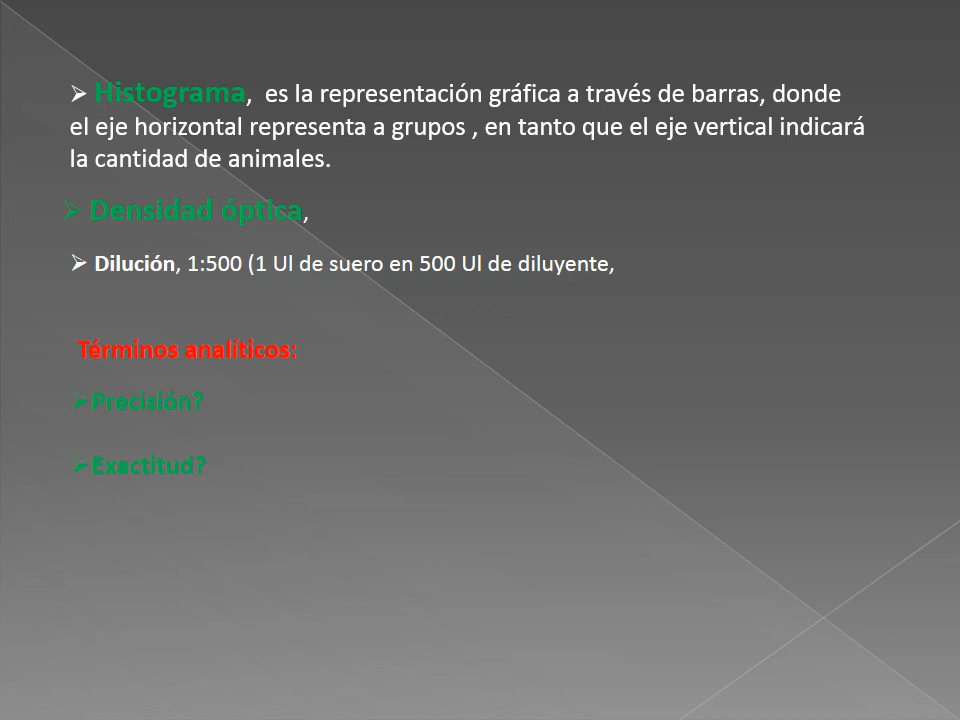 ➢ Histograma, es la representación gráfica a través de barras, donde
el eje horizontal representa a grupos , en tanto que el eje vertical indicará
la cantidad de animales.
➢ Densidad óptica,
➢ Dilución, 1:500 (1 Ul de suero en 500 Ul de diluyente,
Términos analíticos:
➢Precisión?
➢Exactitud?